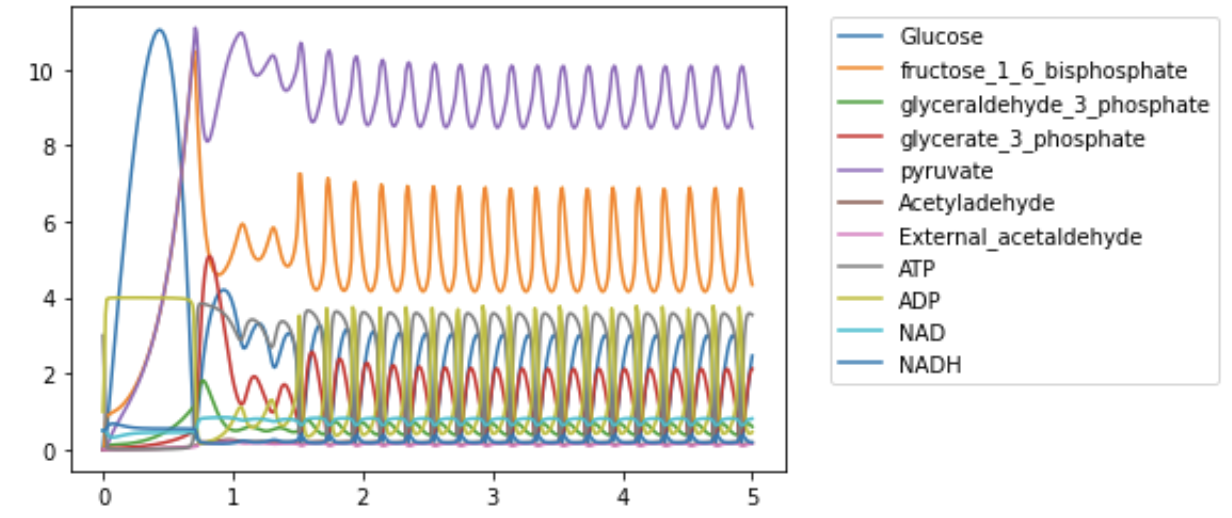 10
8
6
4
2
0
0 1 2 3 4 5
Glucose
fructose_1_6_bisphosphate
glyceraldehyde_3_phosphate
glycerate_3_phosphate
pyruvate
Acetyladehyde
External_acetaldehyde
ATP
ADP
NAD
NADH